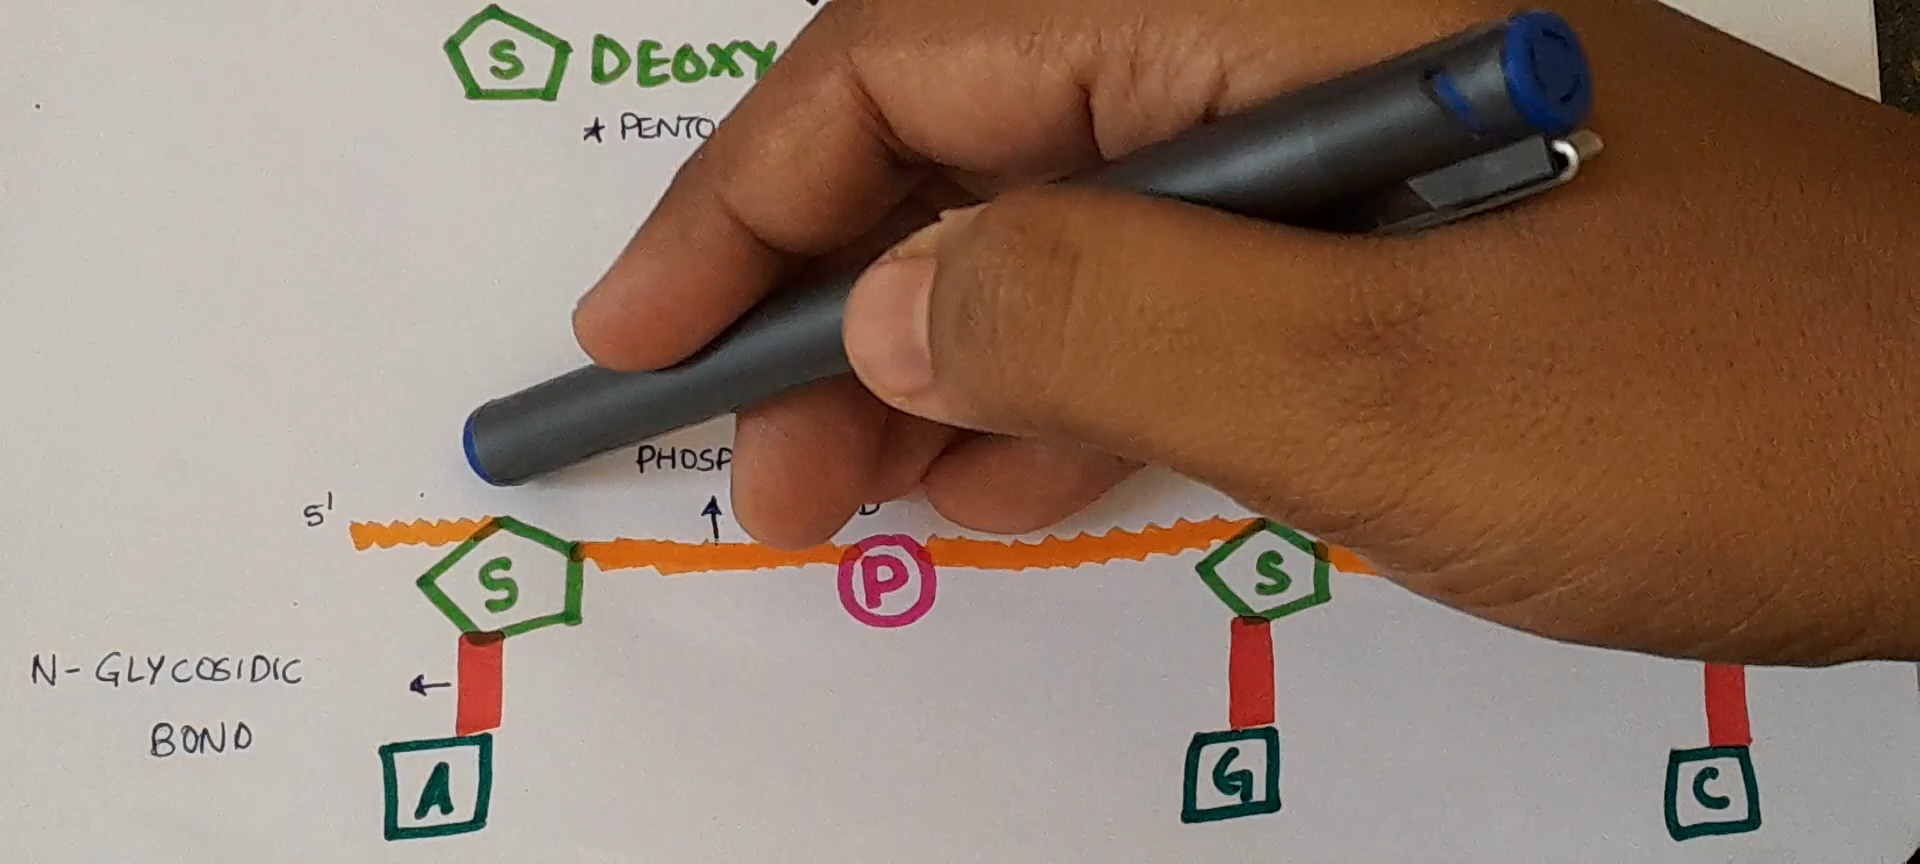 S DEOXY
* PENTO
PHOSP
5'
S P S
N-GLYCOSIDIC
BOND
A G C